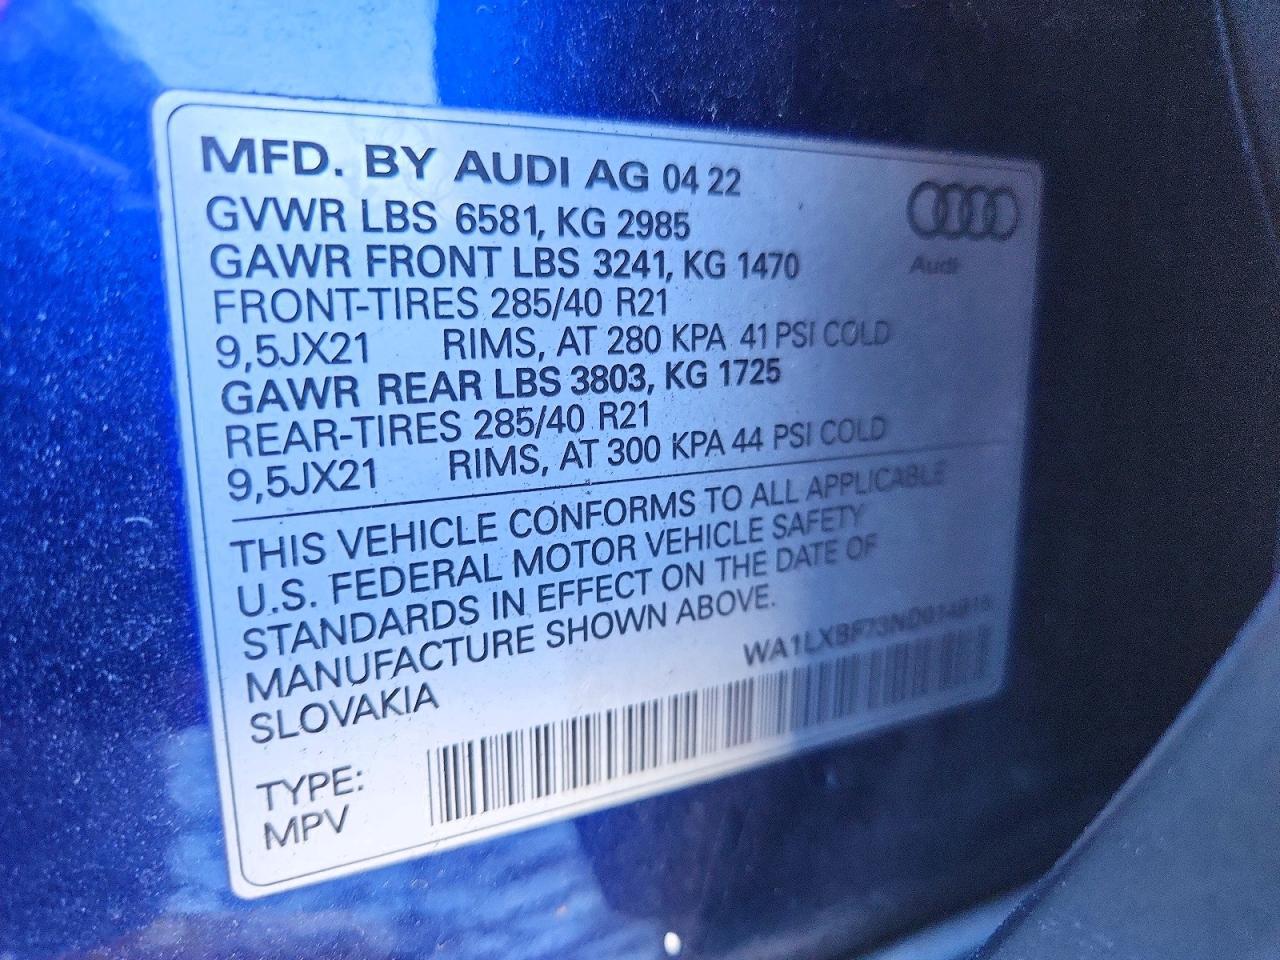 MFD. BY AUDI AG 04 22
GVWR LBS 6581, KG 2985
GAWR FRONT LBS 3241, KG 1470
FRONT-TIRES 285/40 R21
9,5JX21 RIMS, AT 280 KPA 41 PSI COLD
GAWR REAR LBS 3803, KG 1725
REAR-TIRES 285/40 R21
9,5JX21 RIMS, AT 300 KPA 44 PSI COLD
Audi
THIS VEHICLE CONFORMS TO ALL APPLICABLE
U.S. FEDERAL MOTOR VEHICLE SAFETY
STANDARDS IN EFFECT ON THE DATE OF
MANUFACTURE SHOWN ABOVE.
SLOVAKIA
TYPE:
MPV